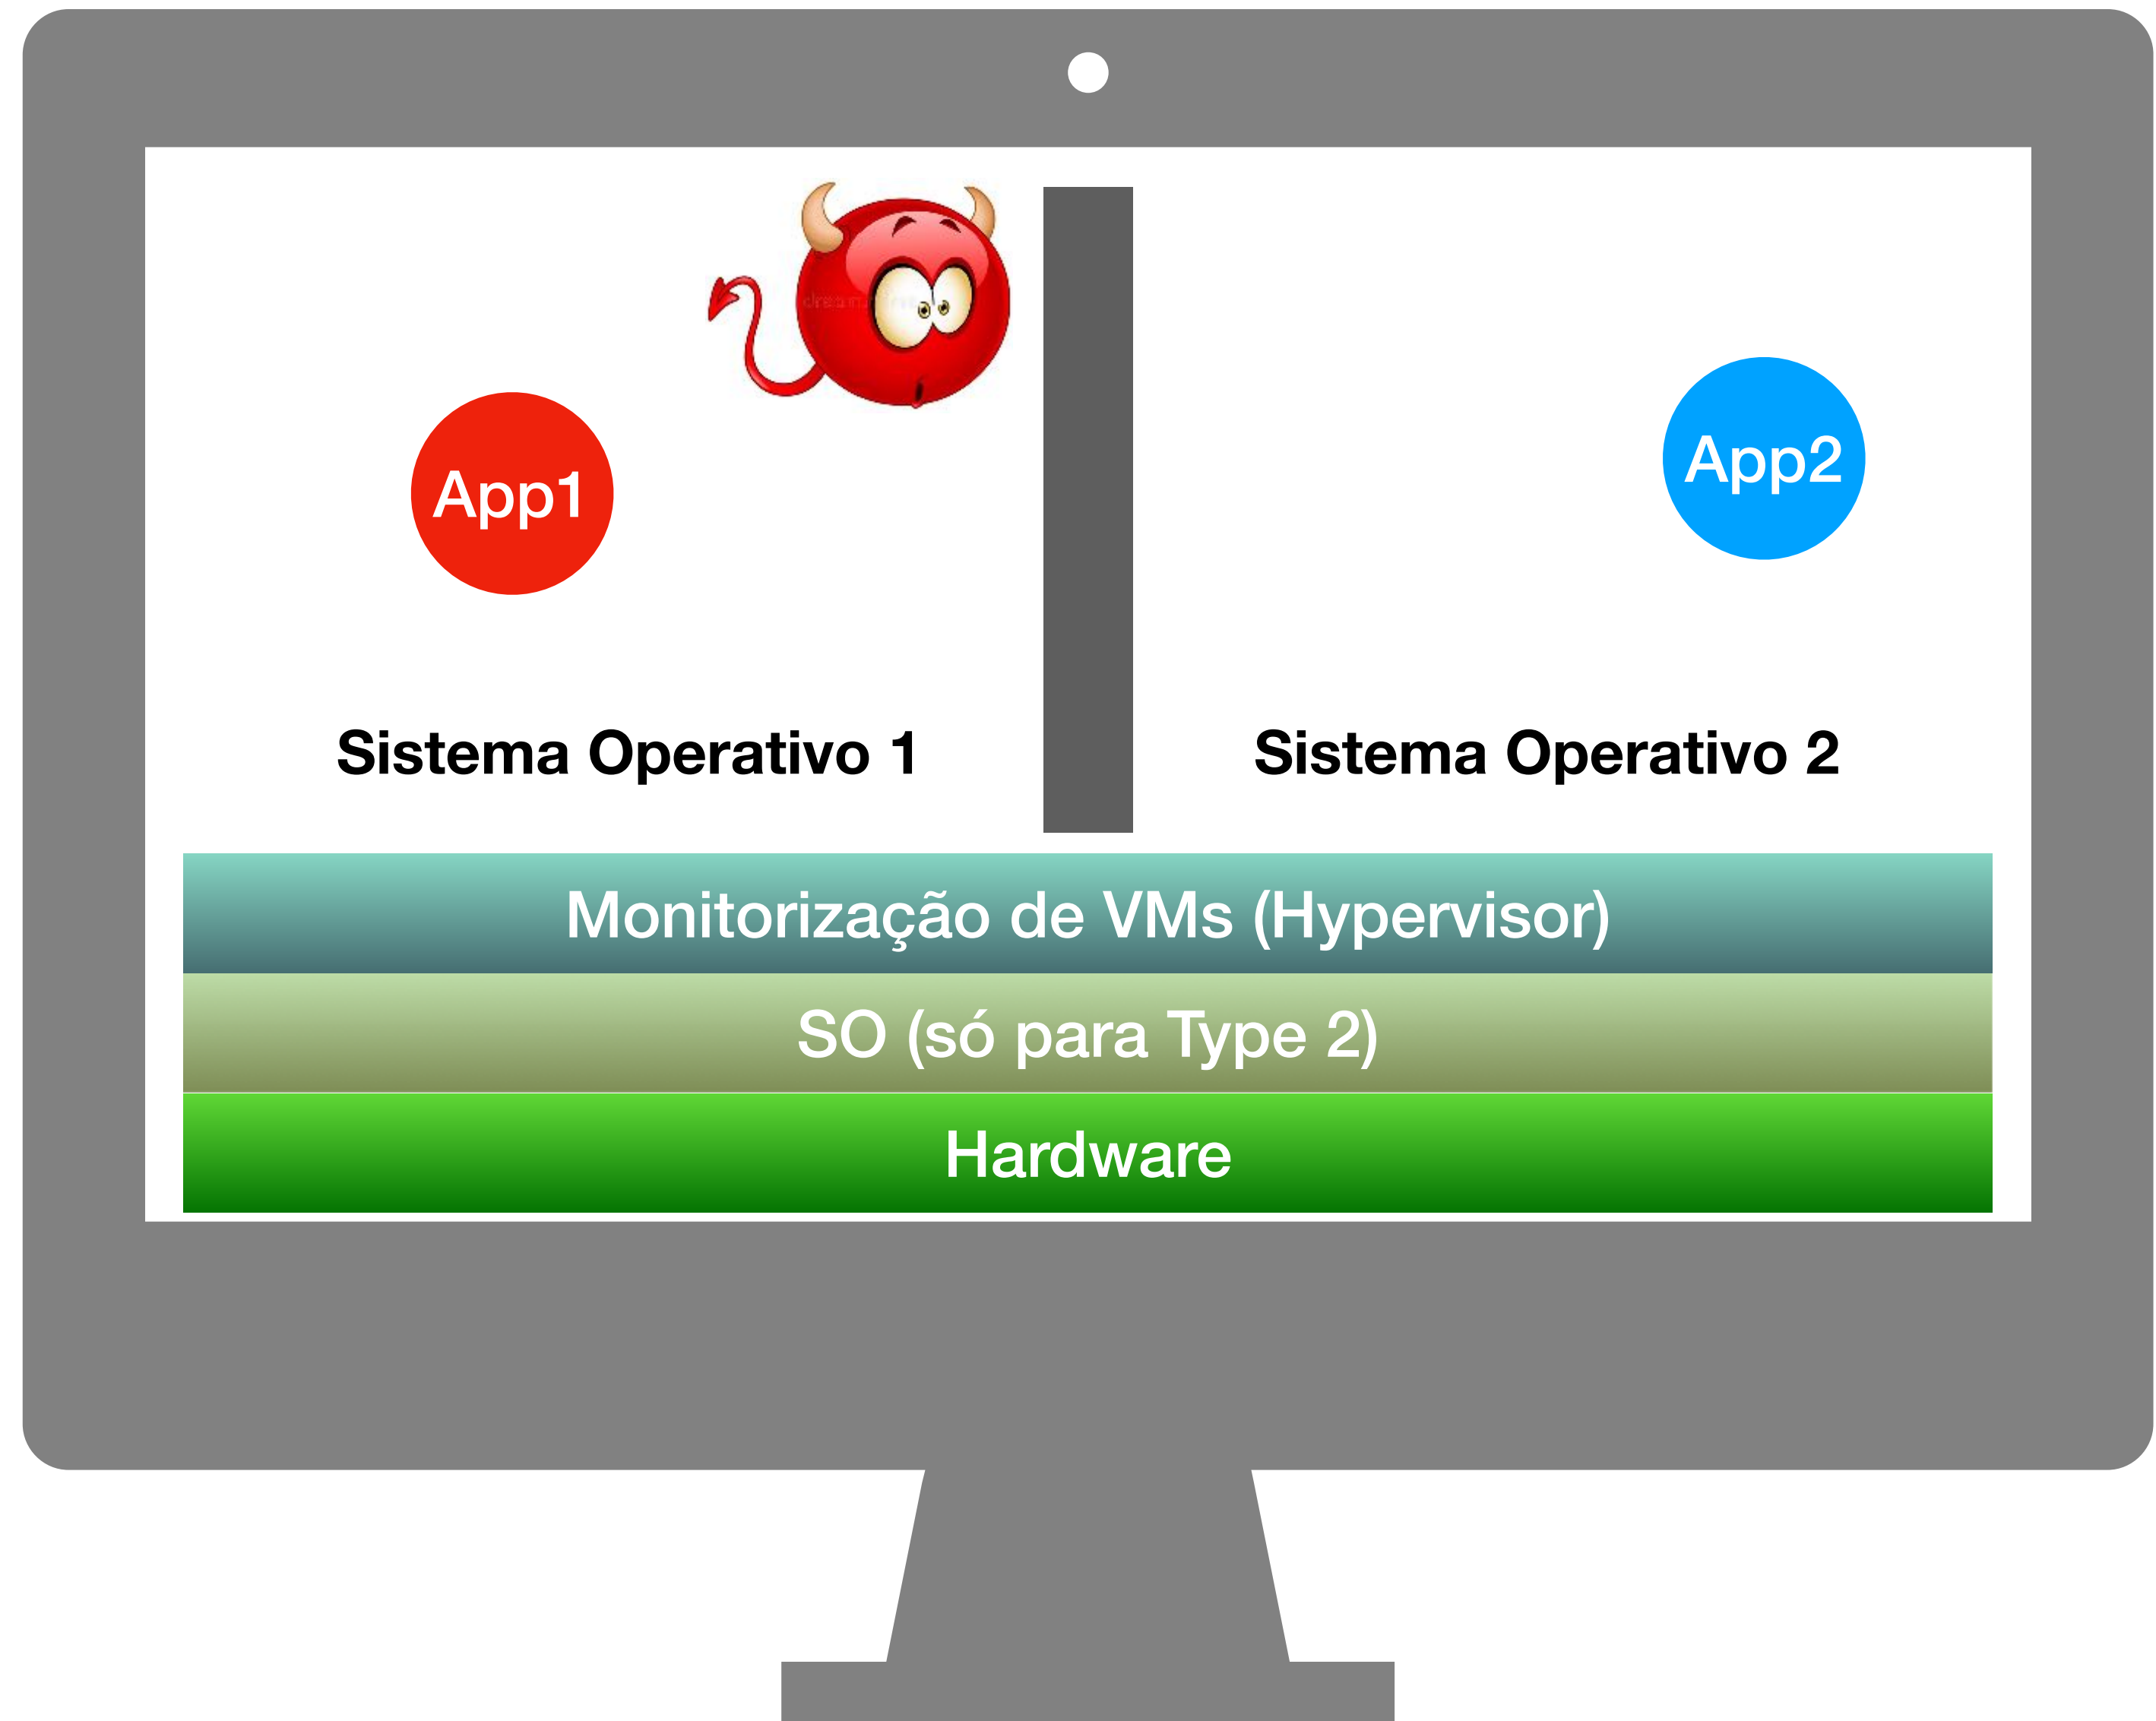 App1
App2
Sistema Operativo 1
Sistema Operativo 2
Monitorização de VMs (Hypervisor)
SO (só para Type 2)
Hardware